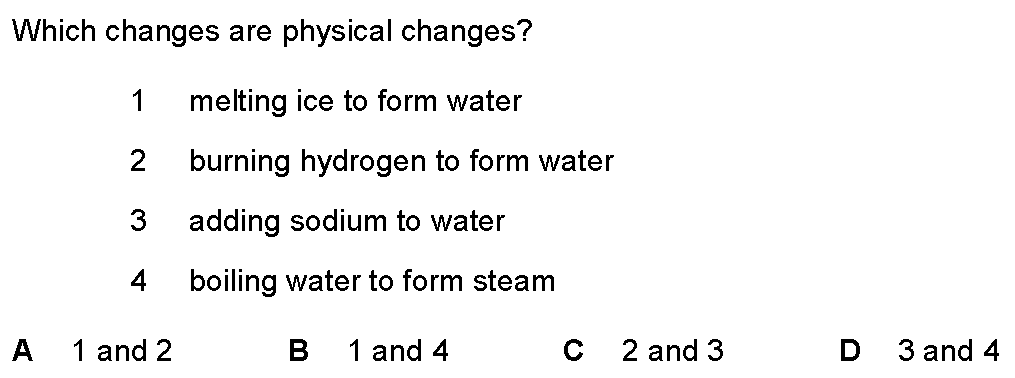 Which changes are physical changes?
1 melting ice to form water
2 burning hydrogen to form water
3 adding sodium to water
4 boiling water to form steam
A 1 and 2 B 1 and 4 C 2 and 3 D 3 and 4